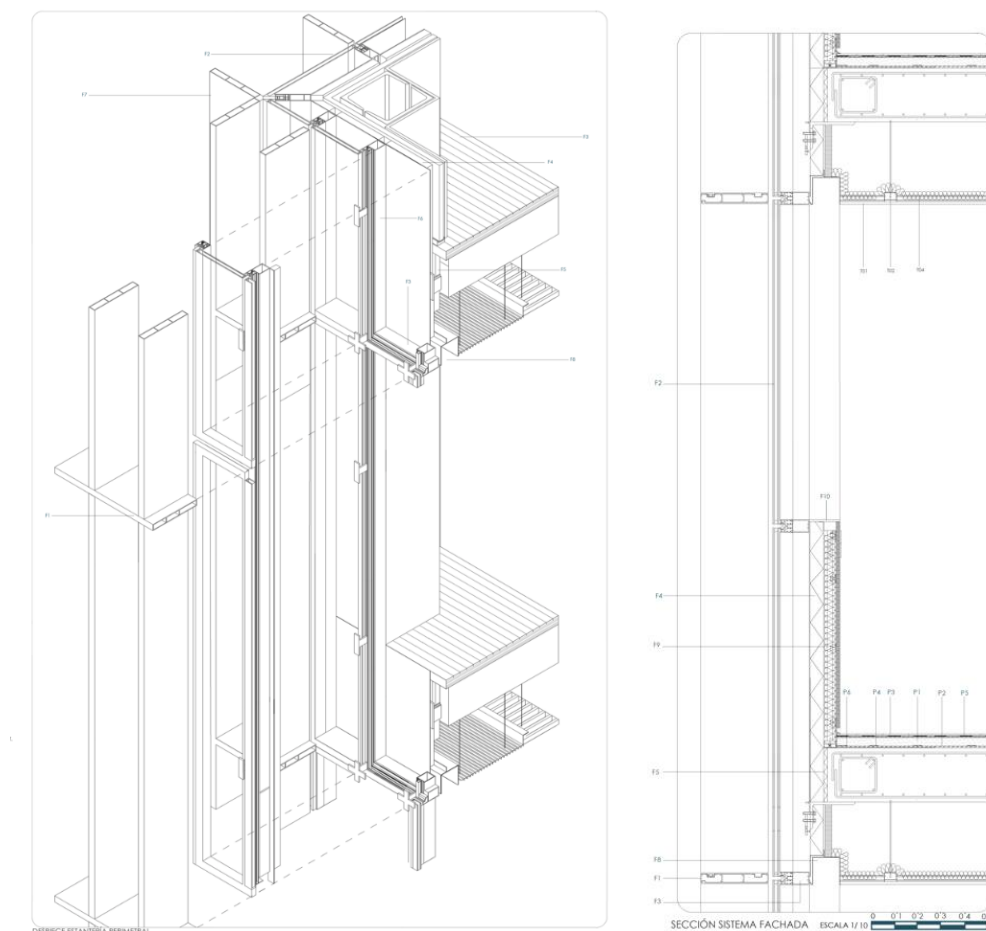 F2
F7
F3
F4
F6
F5
F3
F8
F1
T01
T02
T04
F2
F10
F4
F9
P6 P4 P3 P1 P2 P5
F5
F8
F1
F3
SECCIÓN SISTEMA FACHADA ESCALA 1/10
0 0'1 0'2 0'3 0'4